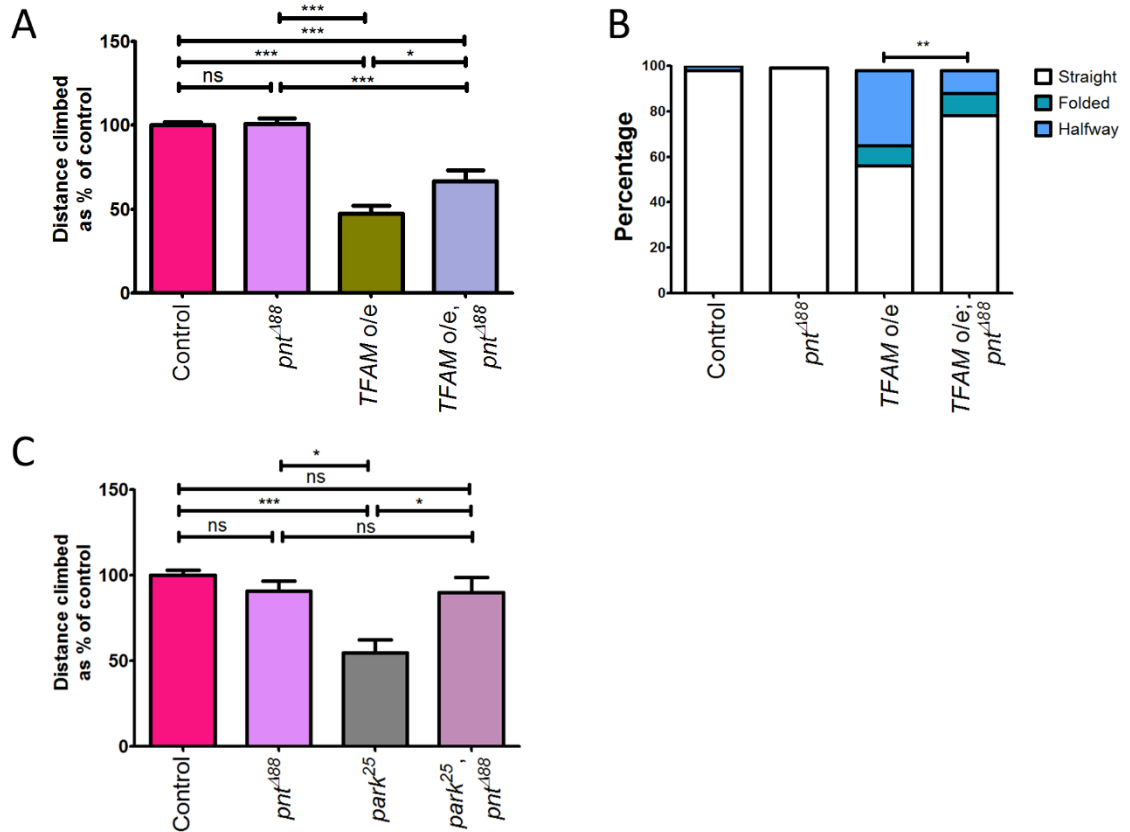 A
***
***
***
*
ns
***
150
100
50
0
Distance climbed
as % of control
Control
pntΔ88
TFAM o/e
TFAM o/e,
pntΔ88
B
**
100
80
60
40
20
0
Percentage
Straight
Folded
Halfway
Control
pntΔ88
TFAM o/e
TFAM o/e;
pntΔ88
C
*
ns
***
*
ns
ns
150
100
50
0
Distance climbed
as % of control
Control
pntΔ88
park25
park25,
pntΔ88